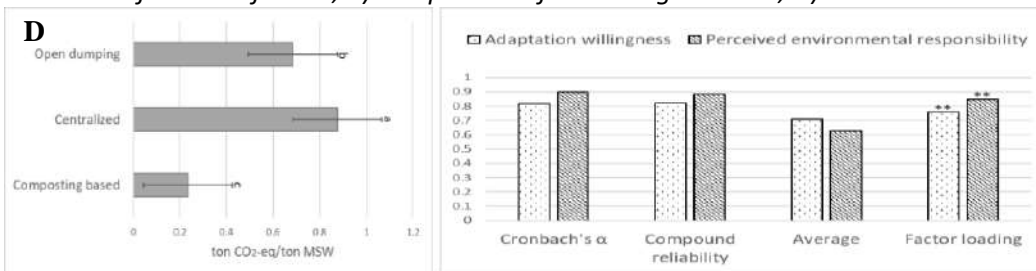 D
Open dumping
b
Centralized
a
Composting based
c
0 0.2 0.4 0.6 0.8 1 1.2
ton CO₂-eq/ton MSW
Adaptation willingness Perceived environmental responsibility
1
0.9
0.8
0.7
0.6
0.5
0.4
0.3
0.2
0.1
0
** **
Cronbach's α Compound reliability Average Factor loading